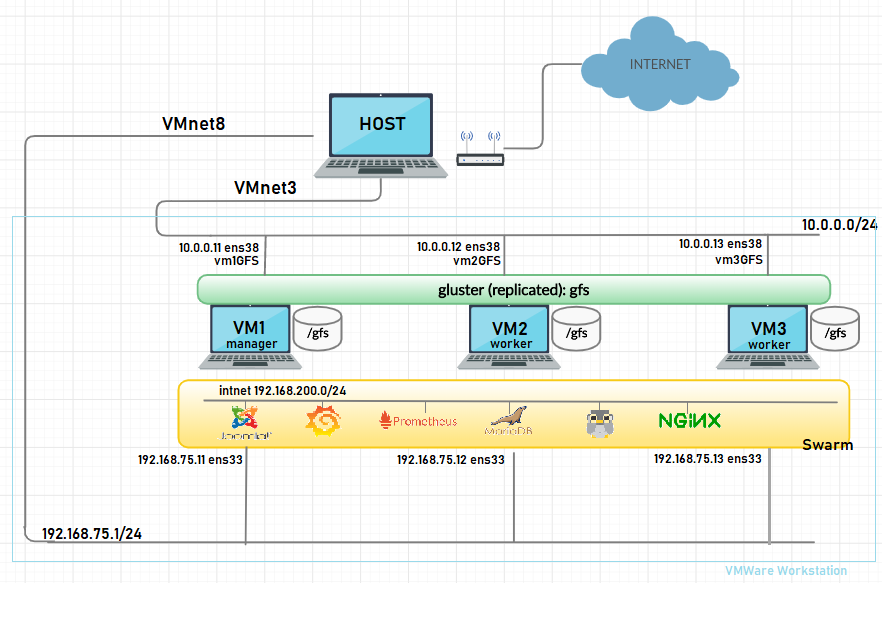 INTERNET
VMnet8
HOST
VMnet3
10.0.0.0/24
10.0.0.11 ens38
vm1GFS
10.0.0.12 ens38
vm2GFS
10.0.0.13 ens38
vm3GFS
gluster (replicated): gfs
VM1
manager
/gfs
VM2
worker
/gfs
VM3
worker
/gfs
intnet 192.168.200.0/24
Joomla!
Prometheus
MariaDB
NGINX
Swarm
192.168.75.11 ens33
192.168.75.12 ens33
192.168.75.13 ens33
192.168.75.1/24
VMWare Workstation